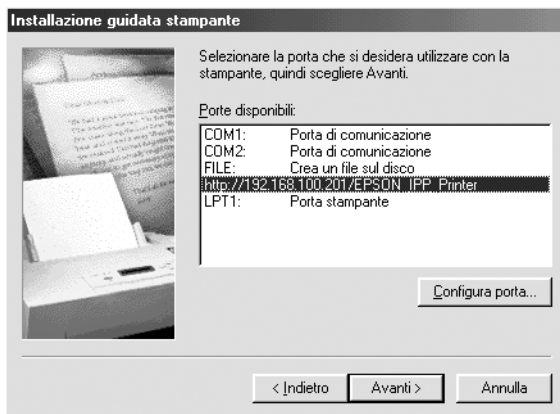 Installazione guidata stampante
Selezionare la porta che si desidera utilizzare con la
stampante, quindi scegliere Avanti.
Porte disponibili:
COM1: Porta di comunicazione
COM2: Porta di comunicazione
FILE: Crea un file sul disco
http://192.168.100.201/EPSON_IPP_Printer
LPT1: Porta stampante
Configura porta...
< Indietro
Avanti >
Annulla